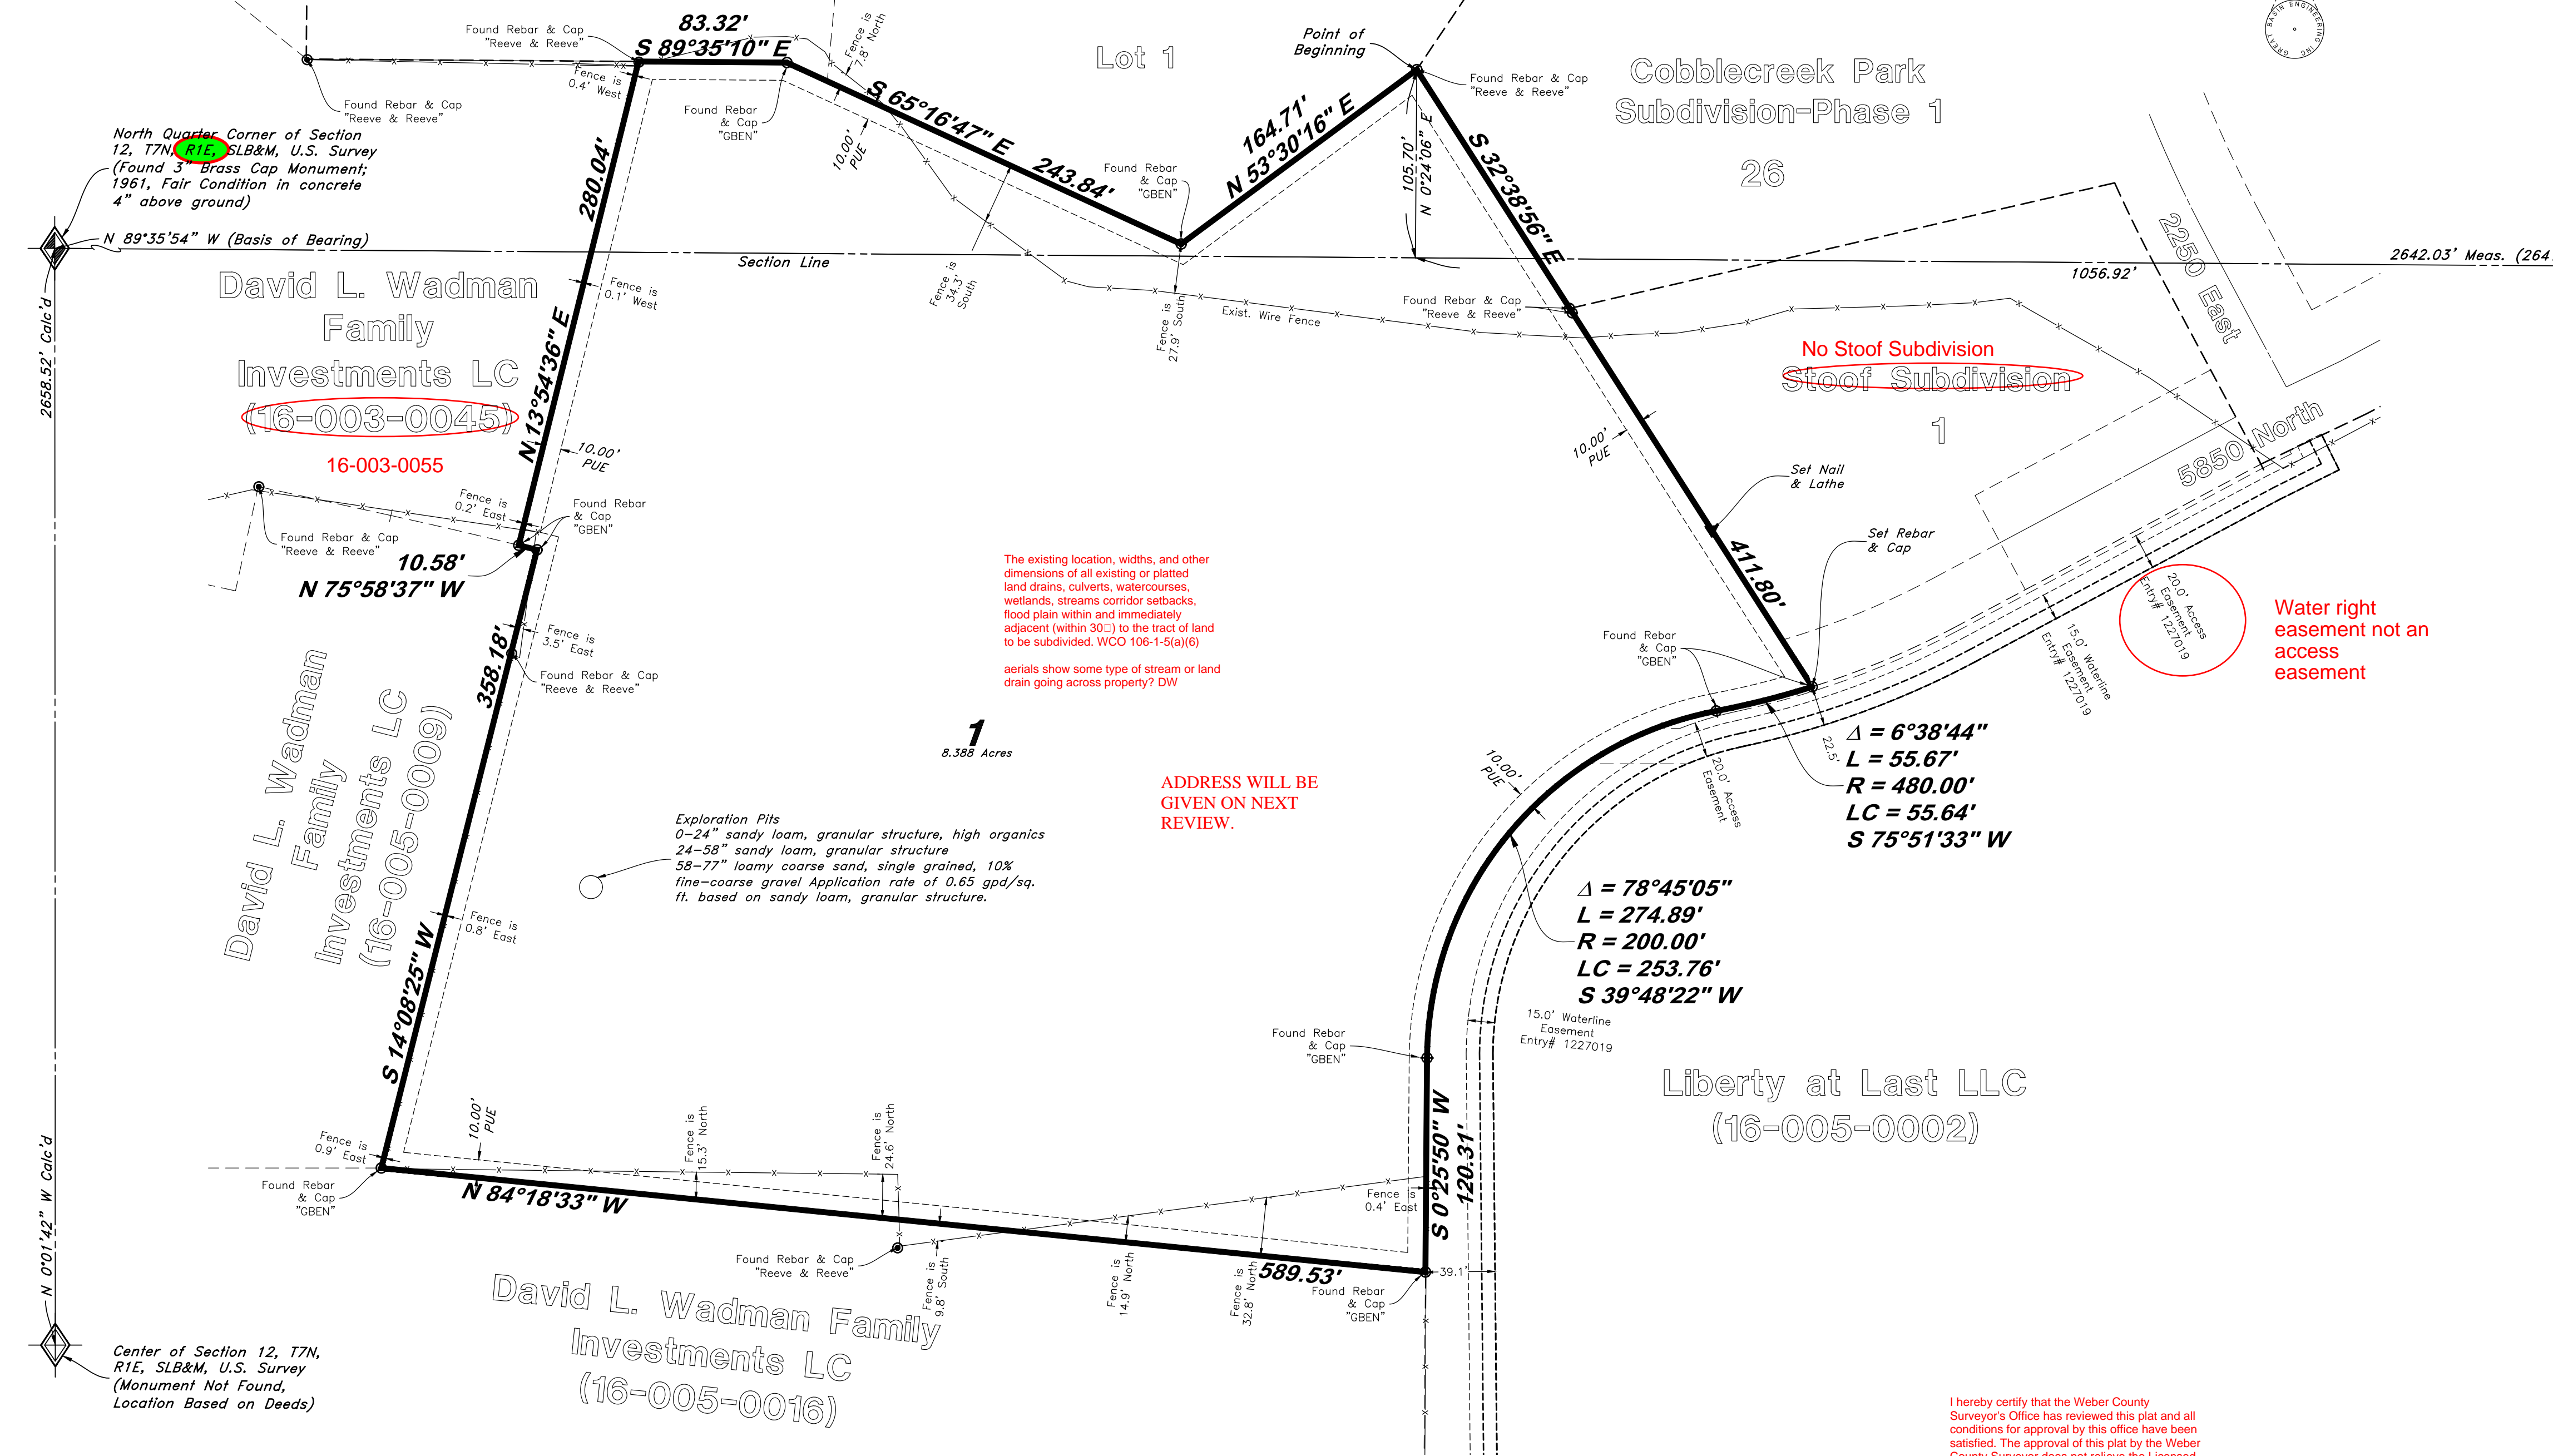 83.32'
S 89°35'10" E
Found Rebar & Cap
"Reeve & Reeve"
Fence is
7.8' North
Lot 1
Point of
Beginning
Found Rebar & Cap
"Reeve & Reeve"
Cobblecreek Park
Subdivision-Phase 1
26
GREAT BASIN ENGINEERING INC
Found Rebar & Cap
"Reeve & Reeve"
Fence is
0.4' West
Found Rebar
& Cap
"GBEN"
S 65°16'47" E
243.84'
10.00'
PUE
164.71'
N 53°30'16" E
Found Rebar
& Cap
"GBEN"
105.70'
N 0°24'06" E
S 32°38'56" E
North Quarter Corner of Section
12, T7N, R1E, SLB&M, U.S. Survey
(Found 3" Brass Cap Monument;
1961, Fair Condition in concrete
4" above ground)
280.04'
N 89°35'54" W (Basis of Bearing)
Section Line
2642.03' Meas. (264
1056.92'
2250 East
David L. Wadman
Family
Investments LC
(16-003-0045)
16-003-0055
2658.52' Calc'd
Fence is
0.1' West
Fence is
34.3'
South
Fence is
27.9' South
Exist. Wire Fence
Found Rebar & Cap
"Reeve & Reeve"
No Stoof Subdivision
Stoof Subdivision
1
5850 North
N 13°54'36" E
10.00'
PUE
10.00'
PUE
Set Nail
& Lathe
Fence is
0.2' East
Found Rebar
& Cap
"GBEN"
Found Rebar & Cap
"Reeve & Reeve"
10.58'
N 75°58'37" W
Set Rebar
& Cap
411.80'
The existing location, widths, and other
dimensions of all existing or platted
land drains, culverts, watercourses,
wetlands, streams corridor setbacks,
flood plain within and immediately
adjacent (within 30□) to the tract of land
to be subdivided. WCO 106-1-5(a)(6)
aerials show some type of stream or land
drain going across property? DW
20.0' Access
Easement
Entry# 1227019
Water right
easement not an
access
easement
15.0' Waterline
Easement
Entry# 1227019
358.18'
Fence is
3.5' East
Found Rebar & Cap
"Reeve & Reeve"
Found Rebar
& Cap
"GBEN"
22.5'
Δ = 6°38'44"
L = 55.67'
R = 480.00'
LC = 55.64'
S 75°51'33" W
1
8.388 Acres
10.00'
PUE
20.0' Access
Easement
ADDRESS WILL BE
GIVEN ON NEXT
REVIEW.
David L. Wadman
Family
Investments LC
(16-005-0009)
Exploration Pits
0-24" sandy loam, granular structure, high organics
24-58" sandy loam, granular structure
58-77" loamy coarse sand, single grained, 10%
fine-coarse gravel Application rate of 0.65 gpd/sq.
ft. based on sandy loam, granular structure.
Δ = 78°45'05"
L = 274.89'
R = 200.00'
LC = 253.76'
S 39°48'22" W
Fence is
0.8' East
S 14°08'25" W
15.0' Waterline
Easement
Entry# 1227019
Found Rebar
& Cap
"GBEN"
Liberty at Last LLC
(16-005-0002)
10.00'
PUE
Fence is
15.3' North
Fence is
24.6' North
Fence is
0.9' East
Found Rebar
& Cap
"GBEN"
N 84°18'33" W
Fence is
0.4' East
S 0°25'50" W
120.31'
N 0°01'42" W Calc'd
Found Rebar & Cap
"Reeve & Reeve"
Fence is
9.8' South
Fence is
14.9' North
Fence is
32.8' North
589.53'
39.1'
Found Rebar
& Cap
"GBEN"
David L. Wadman Family
Investments LC
(16-005-0016)
Center of Section 12, T7N,
R1E, SLB&M, U.S. Survey
(Monument Not Found,
Location Based on Deeds)
I hereby certify that the Weber County
Surveyor's Office has reviewed this plat and all
conditions for approval by this office have been
satisfied. The approval of this plat by the Weber
County Surveyor does not relieve the Licensed